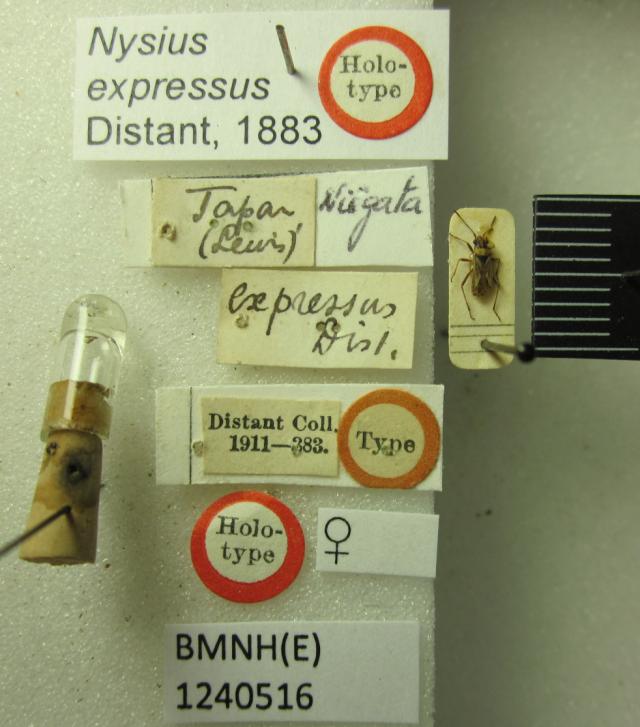 Nysius
expressus
Distant, 1883
Holo-
type
Japan
(Lewis)
Niigata
expressus
Dist.
Distant Coll.
1911—383.
Type
Holo-
type
♀
BMNH(E)
1240516